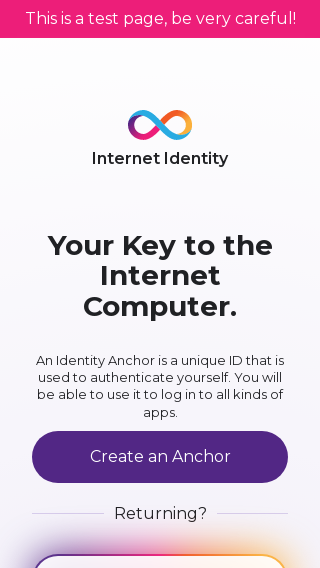 This is a test page, be very careful!
Internet Identity
Your Key to the
Internet
Computer.
An Identity Anchor is a unique ID that is
used to authenticate yourself. You will
be able to use it to log in to all kinds of
apps.
Create an Anchor
Returning?